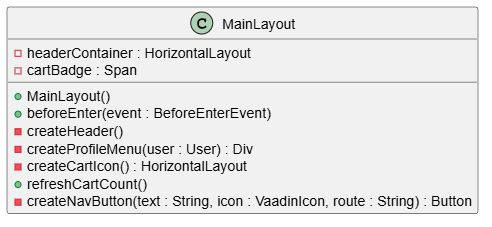 C MainLayout
headerContainer : HorizontalLayout
cartBadge : Span
MainLayout()
beforeEnter(event : BeforeEnterEvent)
createHeader()
createProfileMenu(user : User) : Div
createCartIcon() : HorizontalLayout
refreshCartCount()
createNavButton(text : String, icon : VaadinIcon, route : String) : Button